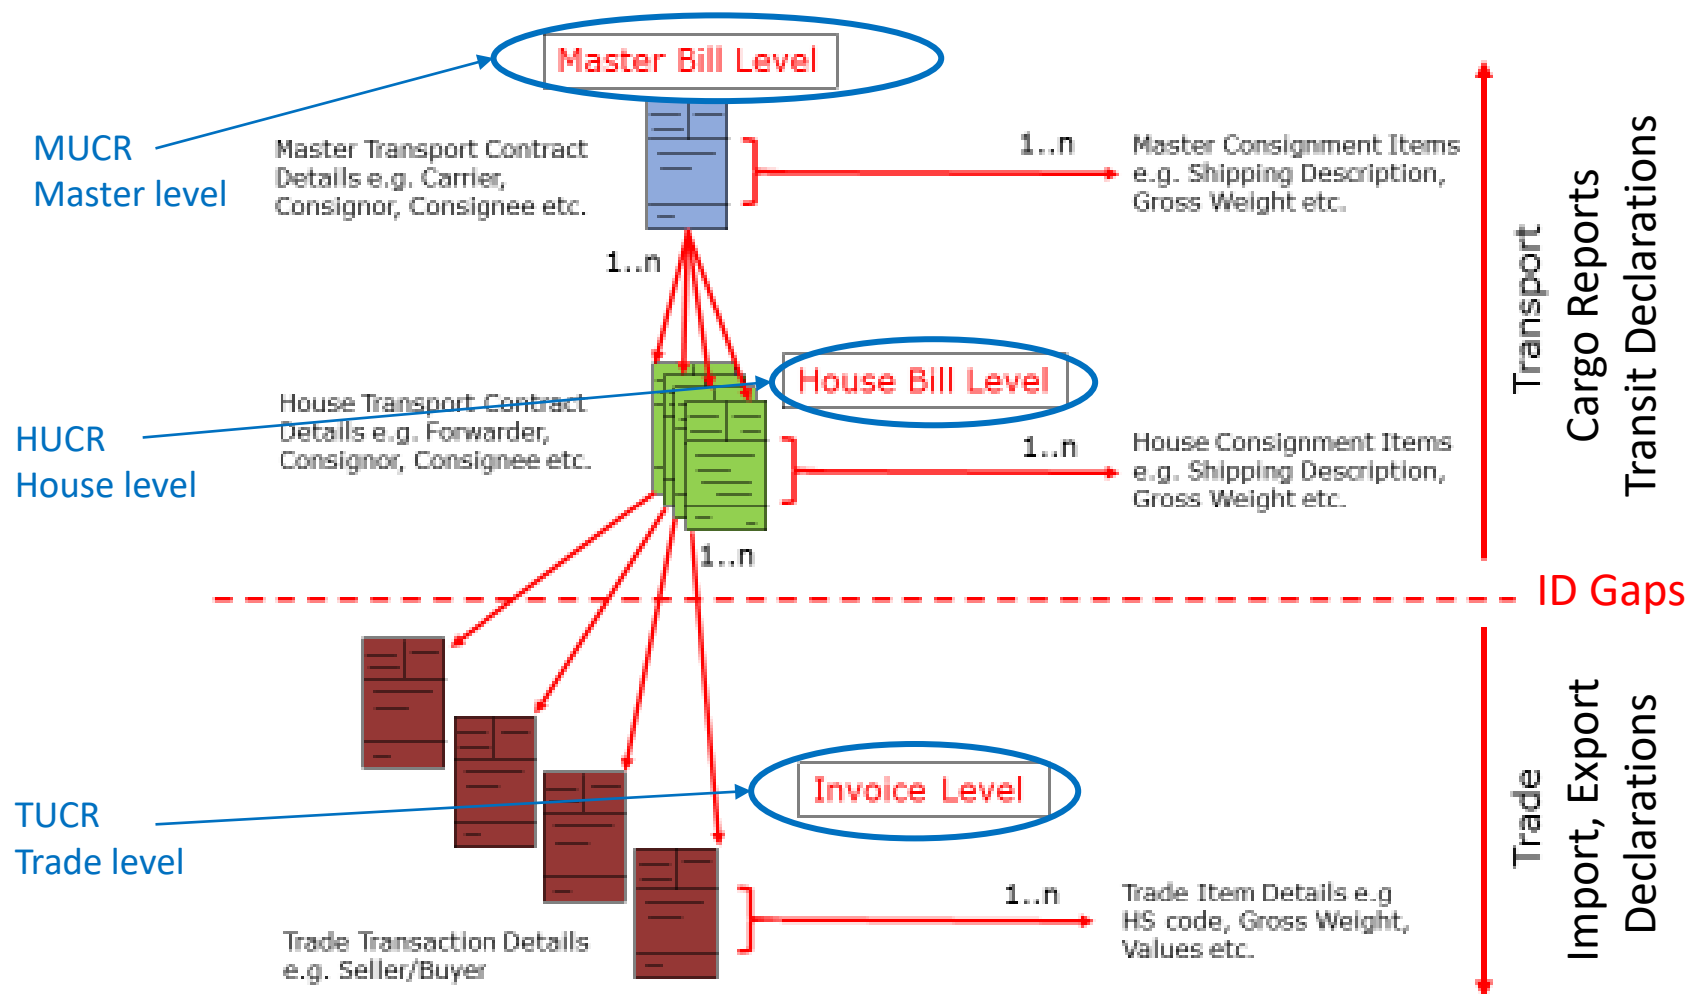 Master Bill Level
MUCR
Master level
Master Transport Contract
Details e.g. Carrier,
Consignor, Consignee etc.
1..n
Master Consignment Items
e.g. Shipping Description,
Gross Weight etc.
1..n
House Bill Level
HUCR
House level
House Transport Contract
Details e.g. Forwarder,
Consignor, Consignee etc.
1..n
House Consignment Items
e.g. Shipping Description,
Gross Weight etc.
1..n
Transport
Cargo Reports
Transit Declarations
ID Gaps
Invoice Level
TUCR
Trade level
Trade Transaction Details
e.g. Seller/Buyer
1..n
Trade Item Details e.g
HS code, Gross Weight,
Values etc.
Trade
Import, Export
Declarations